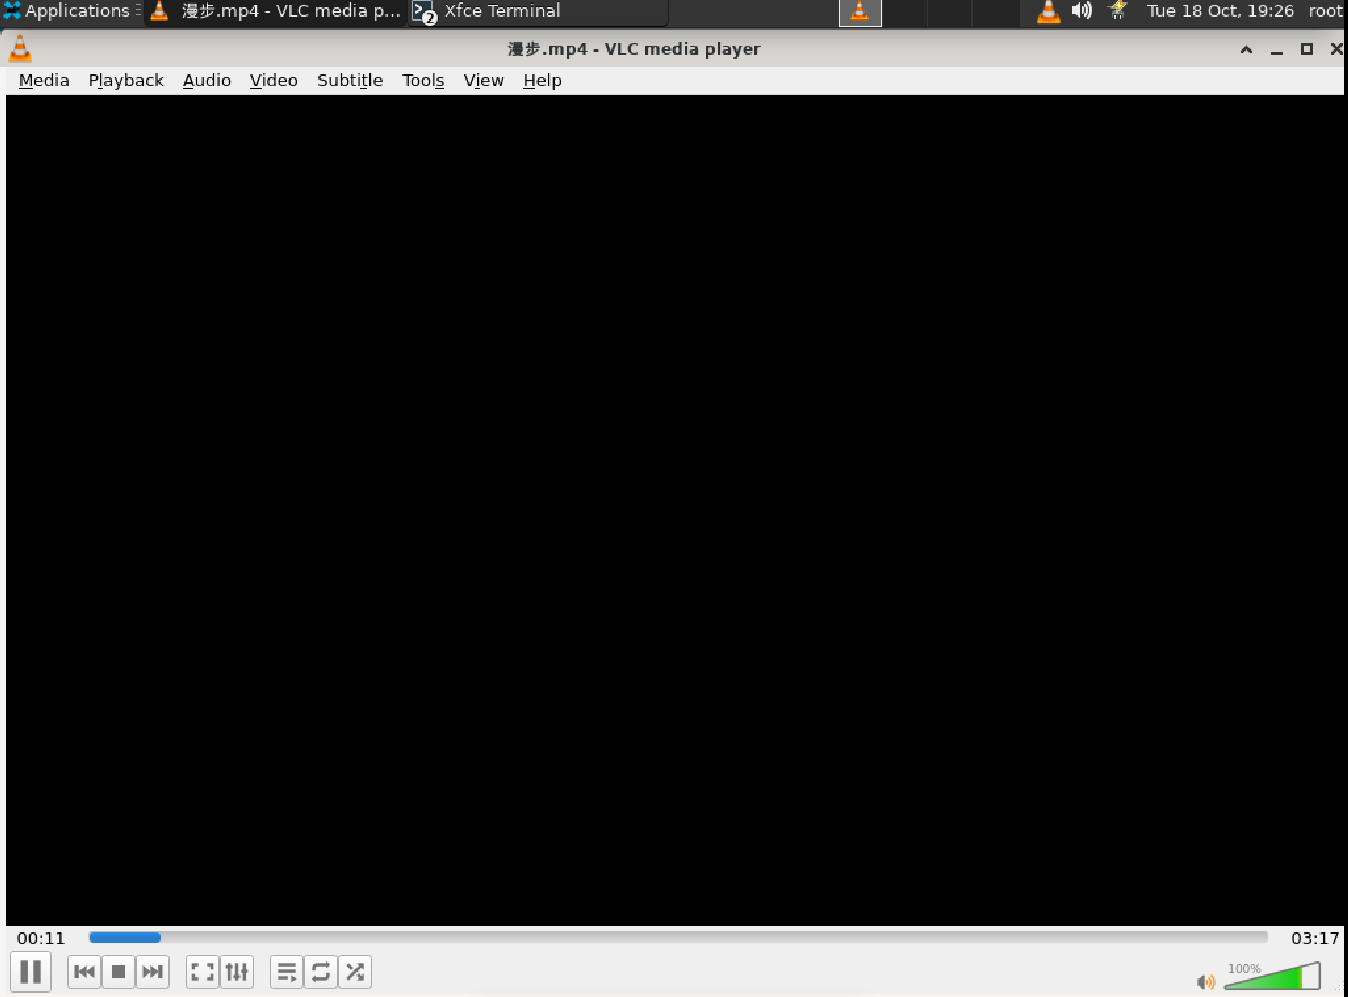 Applications 漫步.mp4 - VLC media p... Xfce Terminal Tue 18 Oct, 19:26 root
漫步.mp4 - VLC media player
Media Playback Audio Video Subtitle Tools View Help
00:11 03:17
100%